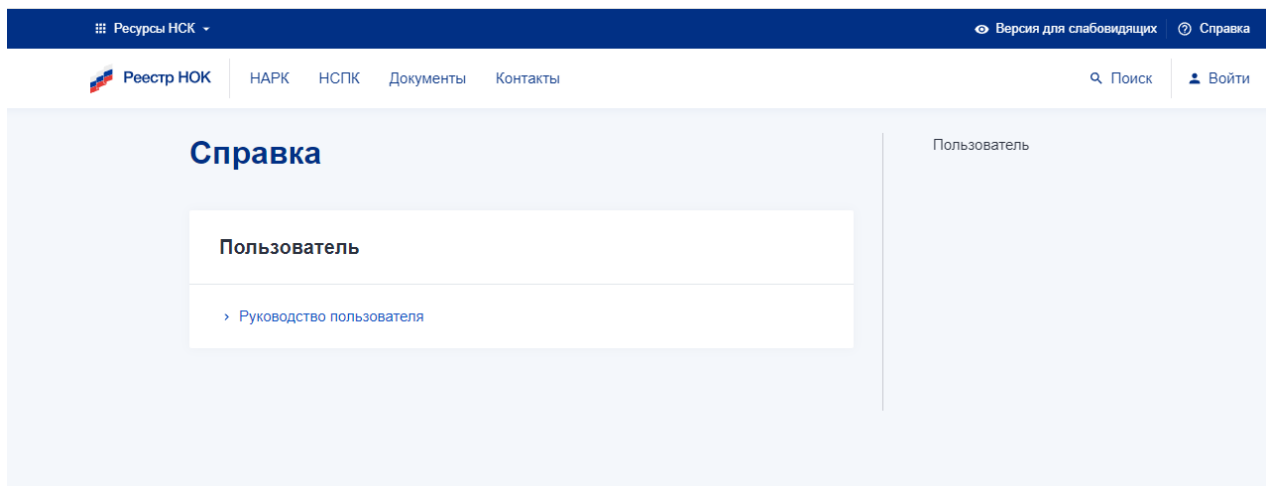 Ресурсы НСК Версия для слабовидящих Справка
Реестр НОК НАРК НСПК Документы Контакты Поиск Войти
Справка
Пользователь
Пользователь
Руководство пользователя